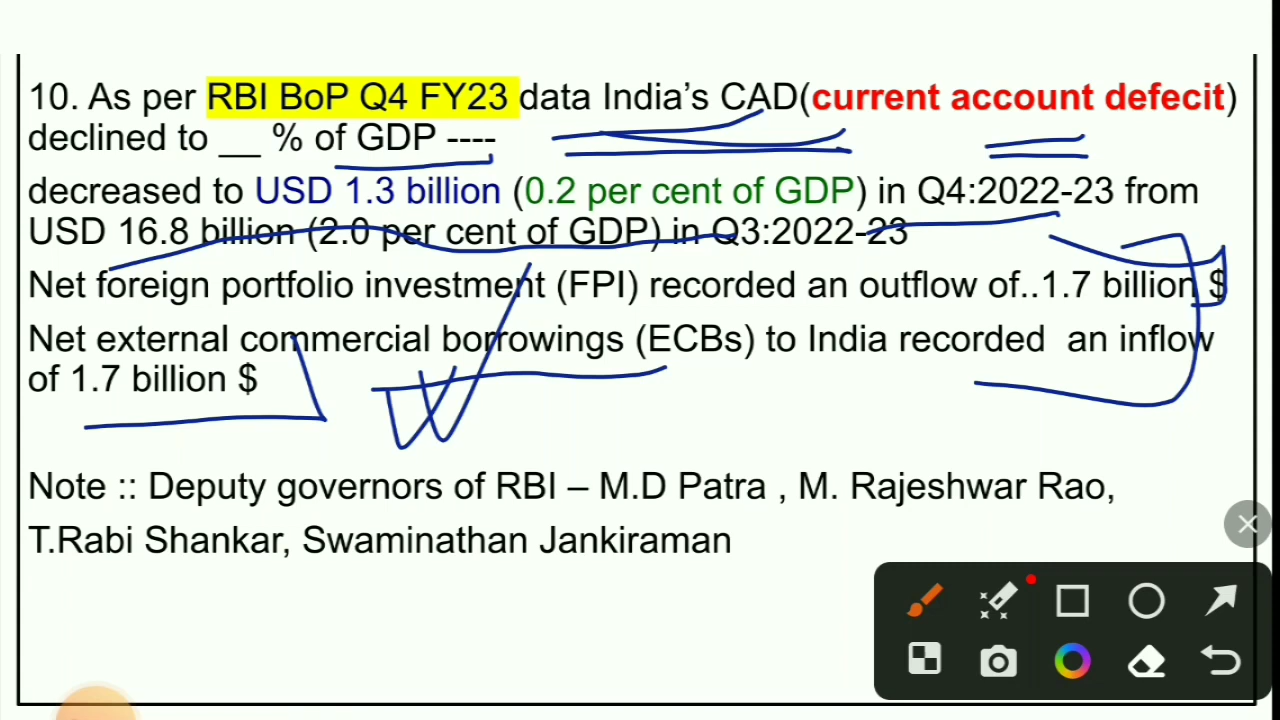 10. As per RBI BoP Q4 FY23 data India’s CAD(current account defecit)
declined to __ % of GDP ----
decreased to USD 1.3 billion (0.2 per cent of GDP) in Q4:2022-23 from
USD 16.8 billion (2.0 per cent of GDP) in Q3:2022-23
Net foreign portfolio investment (FPI) recorded an outflow of..1.7 billion $
Net external commercial borrowings (ECBs) to India recorded an inflow
of 1.7 billion $
Note :: Deputy governors of RBI – M.D Patra , M. Rajeshwar Rao,
T.Rabi Shankar, Swaminathan Jankiraman